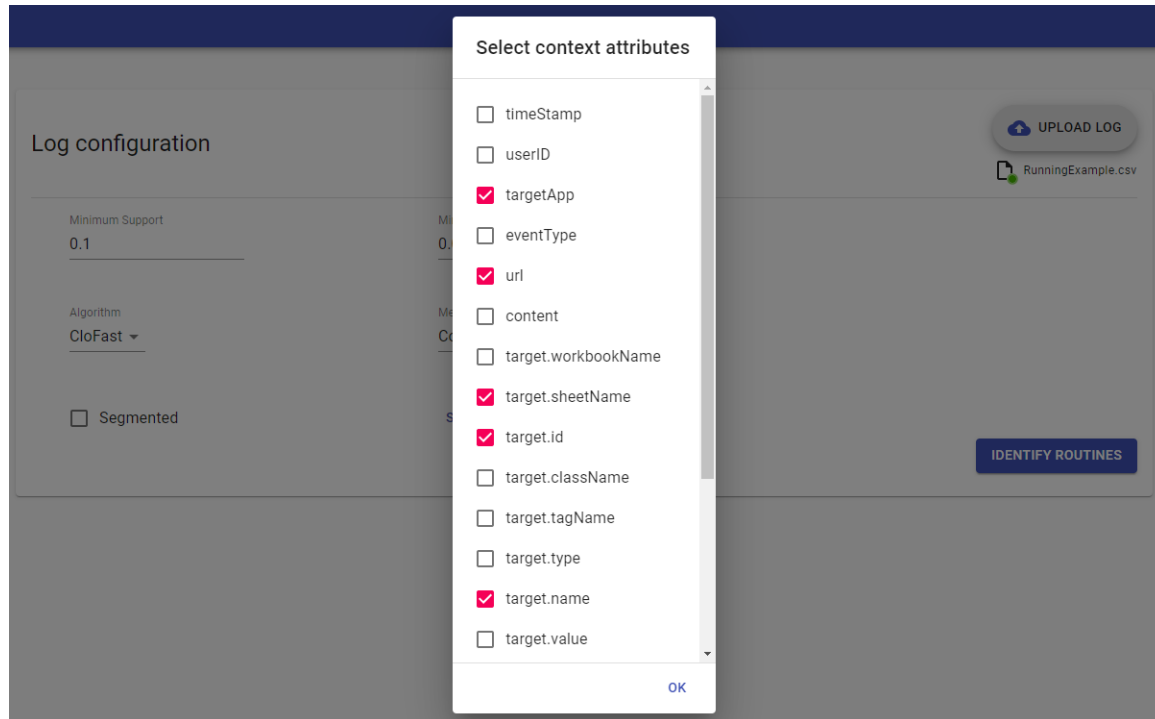 Select context attributes
timeStamp
userID
targetApp
eventType
url
content
target.workbookName
target.sheetName
target.id
target.className
target.tagName
target.type
target.name
target.value
OK
Log configuration
UPLOAD LOG
RunningExample.csv
Minimum Support
0.1
Algorithm
CloFast
Segmented
IDENTIFY ROUTINES